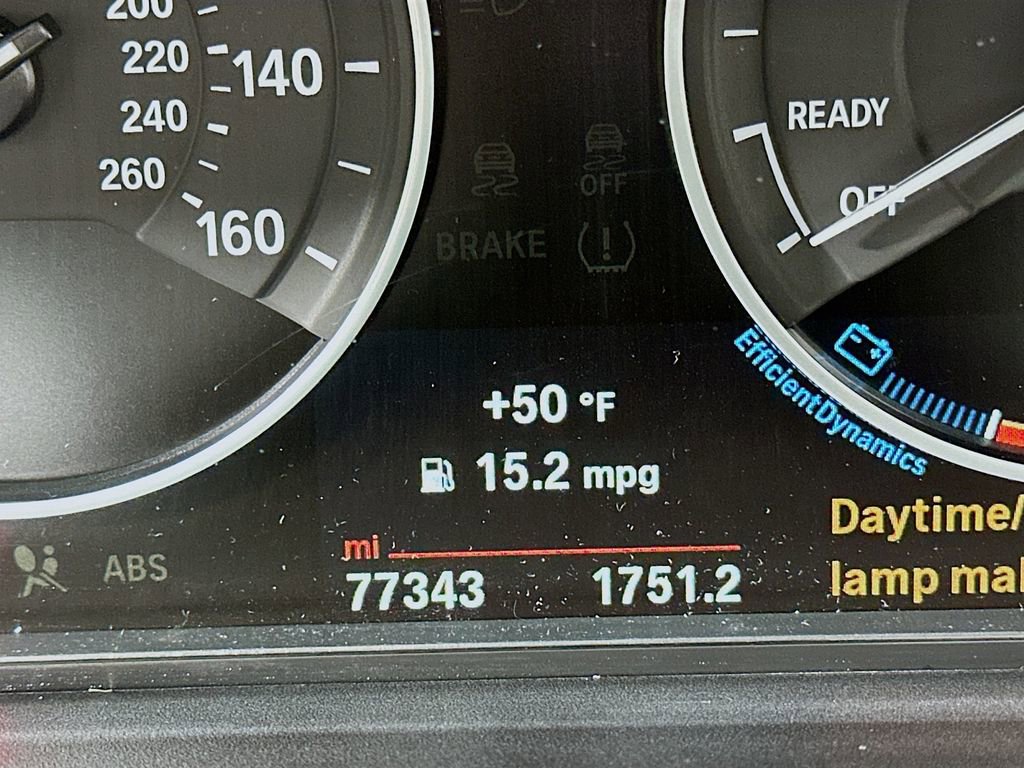 200
220
240
260
140
160
OFF
BRAKE
READY
OFF
EfficientDynamics
+50 °F
15.2 mpg
mi
77343 1751.2
ABS
Daytime/
lamp mal